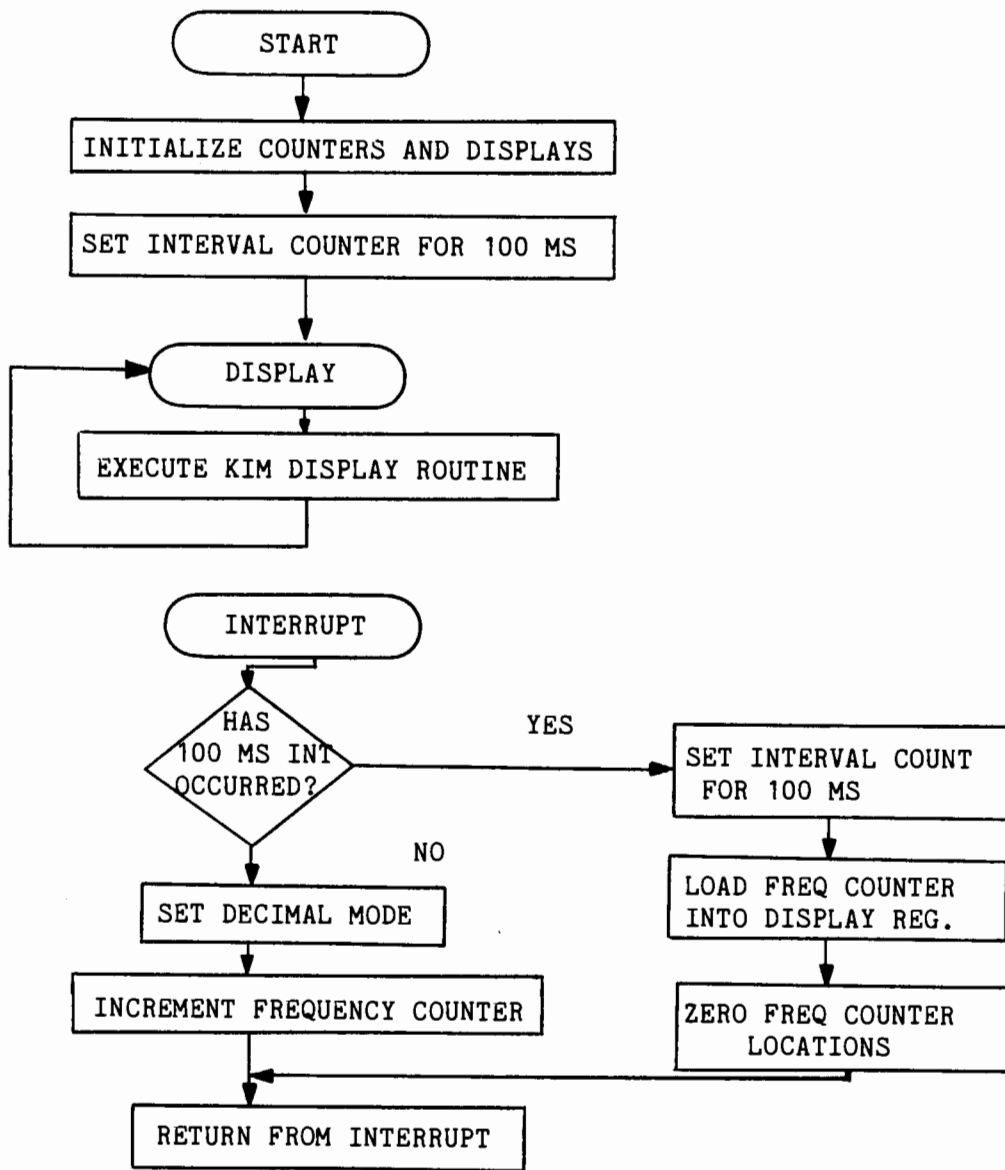 START
INITIALIZE COUNTERS AND DISPLAYS
SET INTERVAL COUNTER FOR 100 MS
DISPLAY
EXECUTE KIM DISPLAY ROUTINE
INTERRUPT
HAS
100 MS INT
OCCURRED?
YES
NO
SET INTERVAL COUNT
FOR 100 MS
SET DECIMAL MODE
LOAD FREQ COUNTER
INTO DISPLAY REG.
INCREMENT FREQUENCY COUNTER
ZERO FREQ COUNTER
LOCATIONS
RETURN FROM INTERRUPT